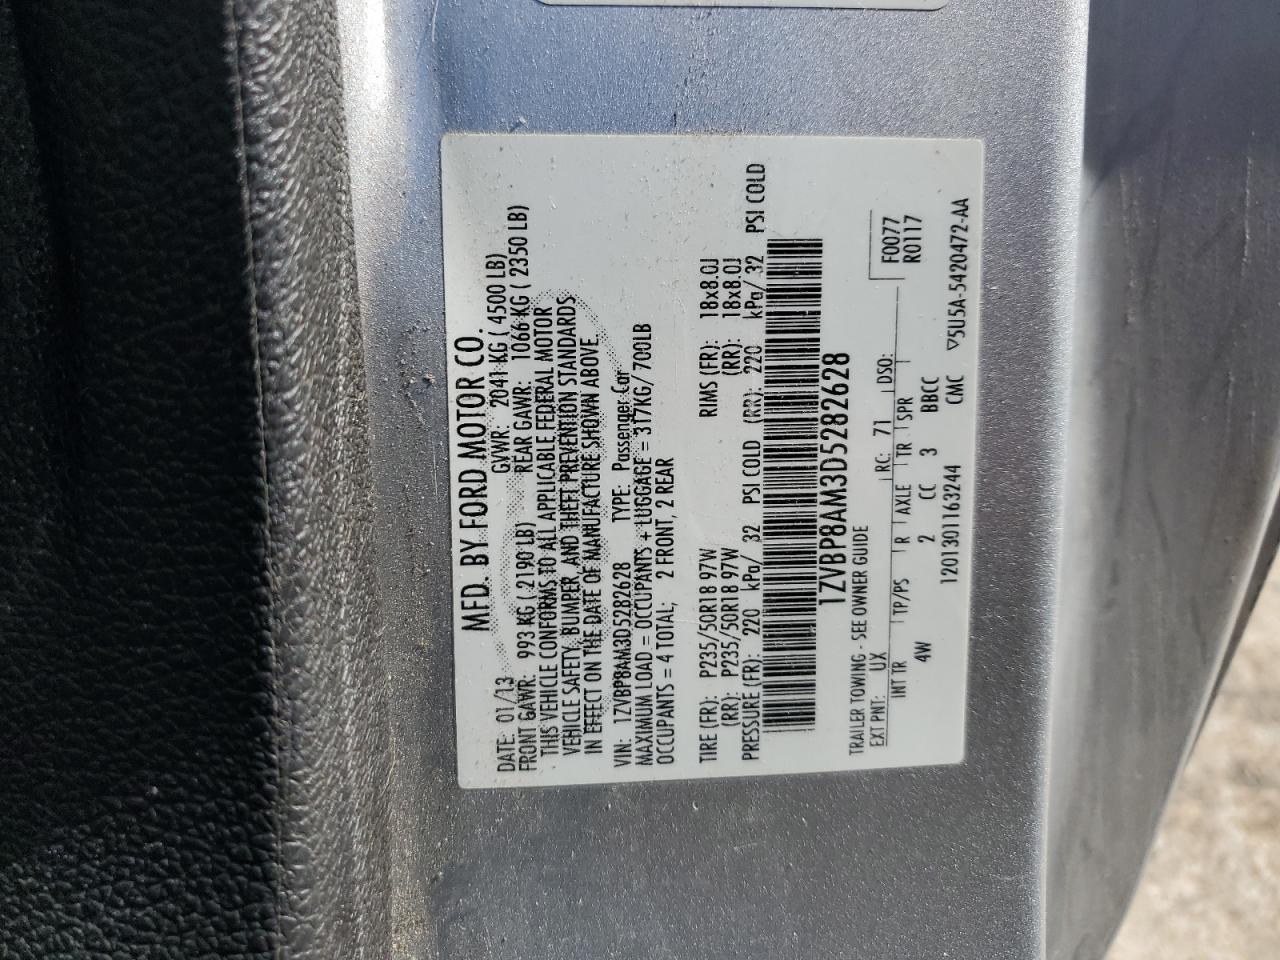 MFD. BY FORD MOTOR CO.
DATE: 01/13 GVWR: 2041 KG ( 4500 LB)
FRONT GAWR: 993 KG ( 2190 LB) REAR GAWR: 1066 KG ( 2350 LB)
THIS VEHICLE CONFORMS TO ALL APPLICABLE FEDERAL MOTOR
VEHICLE SAFETY, BUMPER, AND THEFT PREVENTION STANDARDS
IN EFFECT ON THE DATE OF MANUFACTURE SHOWN ABOVE.
VIN: 1ZVBP8AM3D5282628 TYPE: Passenger Car
MAXIMUM LOAD = OCCUPANTS + LUGGAGE = 317KG/700LB
OCCUPANTS = 4 TOTAL; 2 FRONT, 2 REAR
TIRE (FR): P235/50R18 97W RIMS (FR): 18x8.0J
(RR): P235/50R18 97W (RR): 18x8.0J
PRESSURE (FR): 220 kPa/ 32 PSI COLD (RR): 220 kPa/ 32 PSI COLD
1ZVBP8AM3D5282628
TRAILER TOWING - SEE OWNER GUIDE
EXT PNT: UX RC: 71 DSO: F0077
INT TR TP/PS R AXLE TR SPR R0117
4W 2 CC 3 BBCC
1201301163244 CMC ▽5U5A-5420472-AA